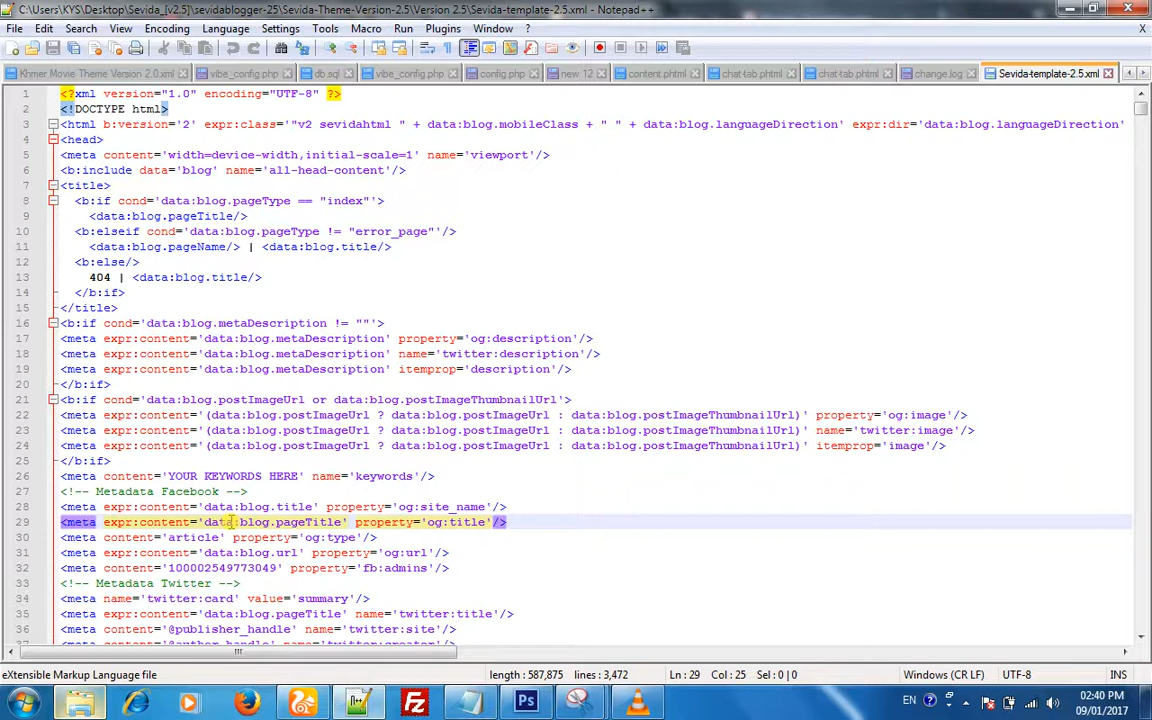 C:\Users\KYS\Desktop\Sevida_[v2.5]\sevidablogger-25\Sevida-Theme-Version-2.5\Version 2.5\Sevida-template-2.5.xml - Notepad++
File Edit Search View Encoding Language Settings Tools Macro Run Plugins Window ? X
Khmer Movie Theme Version 2.0.xml vibe_config.php db.sql vibe_config.php config.php new 12 content.phtml chat-tab.phtml chat-tab.phtml change.log Sevida-template-2.5.xml
1 <?xml version="1.0" encoding="UTF-8" ?>
2 <!DOCTYPE html>
3 <html b:version='2' expr:class='"v2 sevidahtml " + data:blog.mobileClass + " " + data:blog.languageDirection' expr:dir='data:blog.languageDirection'
4 <head>
5 <meta content='width=device-width,initial-scale=1' name='viewport'/>
6 <b:include data='blog' name='all-head-content'/>
7 <title>
8 <b:if cond='data:blog.pageType == "index"'>
9 <data:blog.pageTitle/>
10 <b:elseif cond='data:blog.pageType != "error_page"'/>
11 <data:blog.pageName/> | <data:blog.title/>
12 <b:else/>
13 404 | <data:blog.title/>
14 </b:if>
15 </title>
16 <b:if cond='data:blog.metaDescription != ""'>
17 <meta expr:content='data:blog.metaDescription' property='og:description'/>
18 <meta expr:content='data:blog.metaDescription' name='twitter:description'/>
19 <meta expr:content='data:blog.metaDescription' itemprop='description'/>
20 </b:if>
21 <b:if cond='data:blog.postImageUrl or data:blog.postImageThumbnailUrl'>
22 <meta expr:content='(data:blog.postImageUrl ? data:blog.postImageUrl : data:blog.postImageThumbnailUrl)' property='og:image'/>
23 <meta expr:content='(data:blog.postImageUrl ? data:blog.postImageUrl : data:blog.postImageThumbnailUrl)' name='twitter:image'/>
24 <meta expr:content='(data:blog.postImageUrl ? data:blog.postImageUrl : data:blog.postImageThumbnailUrl)' itemprop='image'/>
25 </b:if>
26 <meta content='YOUR KEYWORDS HERE' name='keywords'/>
27 <!-- Metadata Facebook -->
28 <meta expr:content='data:blog.title' property='og:site_name'/>
29 <meta expr:content='data:blog.pageTitle' property='og:title'/>
30 <meta content='article' property='og:type'/>
31 <meta expr:content='data:blog.url' property='og:url'/>
32 <meta content='100002549773049' property='fb:admins'/>
33 <!-- Metadata Twitter -->
34 <meta name='twitter:card' value='summary'/>
35 <meta expr:content='data:blog.pageTitle' name='twitter:title'/>
36 <meta content='@publisher_handle' name='twitter:site'/>
37 <meta content='@author_handle' name='twitter:creator'/>
eXtensible Markup Language file length : 587,875 lines : 3,472 Ln : 29 Col : 25 Sel : 0 | 0 Windows (CR LF) UTF-8 INS
Ps EN ? 02:40 PM
09/01/2017